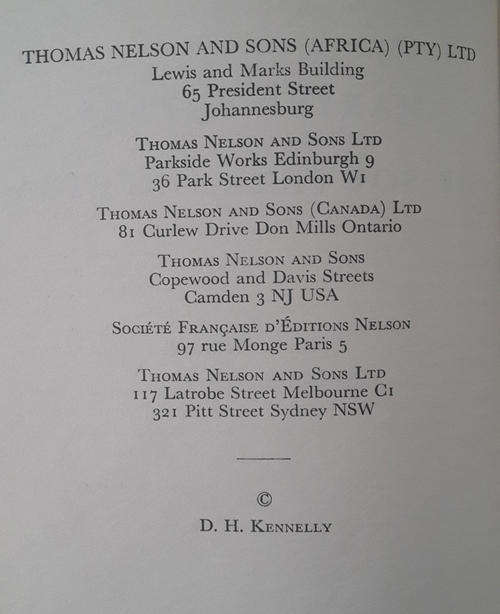 THOMAS NELSON AND SONS (AFRICA) (PTY) LTD
Lewis and Marks Building
65 President Street
Johannesburg
THOMAS NELSON AND SONS LTD
Parkside Works Edinburgh 9
36 Park Street London W1
THOMAS NELSON AND SONS (CANADA) LTD
81 Curlew Drive Don Mills Ontario
THOMAS NELSON AND SONS
Copewood and Davis Streets
Camden 3 NJ USA
SOCIÉTÉ FRANÇAISE D'ÉDITIONS NELSON
97 rue Monge Paris 5
THOMAS NELSON AND SONS LTD
117 Latrobe Street Melbourne C1
321 Pitt Street Sydney NSW
©
D. H. KENNELLY